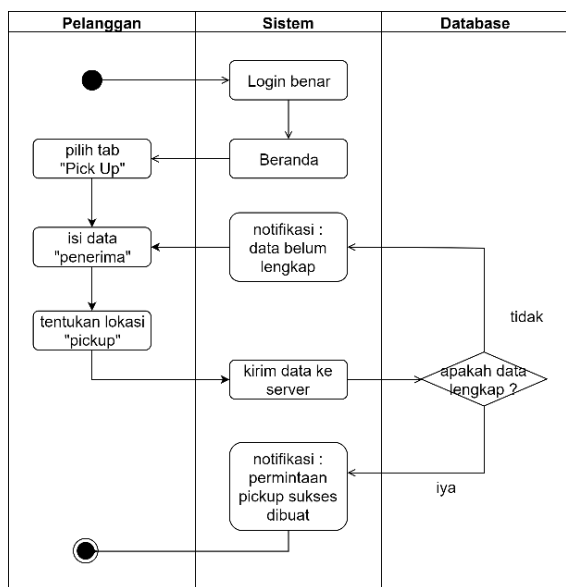 Pelanggan
Sistem
Database
Login benar
pilih tab
"Pick Up"
Beranda
isi data
"penerima"
notifikasi :
data belum
lengkap
tidak
tentukan lokasi
"pickup"
kirim data ke
server
apakah data
lengkap ?
notifikasi :
permintaan
pickup sukses
dibuat
iya